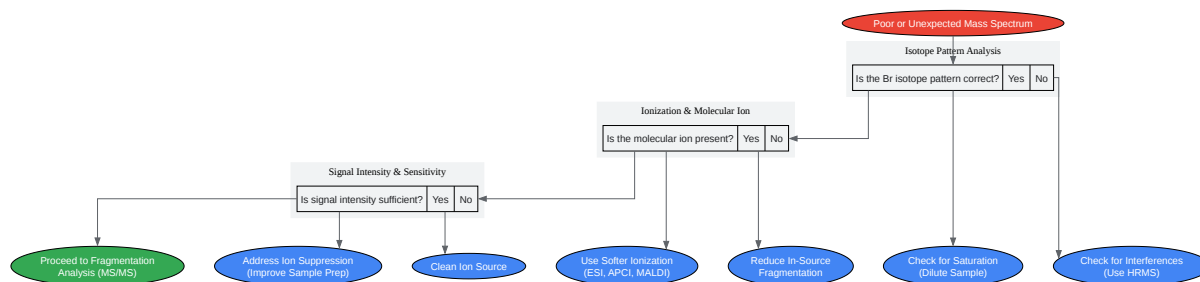 Poor or Unexpected Mass Spectrum
Isotope Pattern Analysis
Is the Br isotope pattern correct? Yes No
Ionization & Molecular Ion
Is the molecular ion present? Yes No
Signal Intensity & Sensitivity
Is signal intensity sufficient? Yes No
Proceed to Fragmentation
Analysis (MS/MS)
Address Ion Suppression
(Improve Sample Prep)
Clean Ion Source
Use Softer Ionization
(ESI, APCI, MALDI)
Reduce In-Source
Fragmentation
Check for Saturation
(Dilute Sample)
Check for Interferences
(Use HRMS)